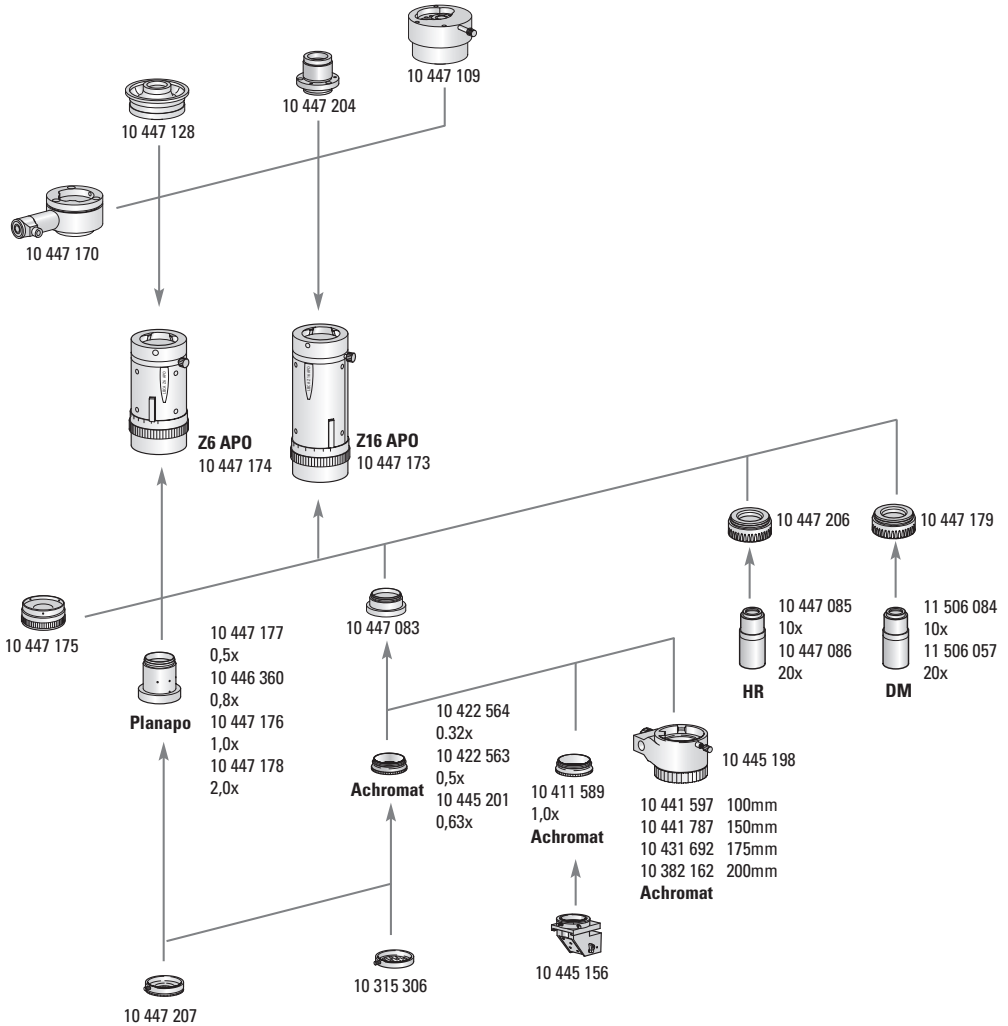 10 447 109
10 447 204
10 447 128
10 447 170
Z6 APO
10 447 174
Z16 APO
10 447 173
10 447 206
10 447 179
10 447 175
10 447 083
10 447 085
10x
10 447 086
20x
HR
11 506 084
10x
11 506 057
20x
DM
Planapo
10 447 177
0,5x
10 446 360
0,8x
10 447 176
1,0x
10 447 178
2,0x
Achromat
10 422 564
0.32x
10 422 563
0,5x
10 445 201
0,63x
10 411 589
1,0x
Achromat
10 445 198
10 441 597 100mm
10 441 787 150mm
10 431 692 175mm
10 382 162 200mm
Achromat
10 445 156
10 315 306
10 447 207